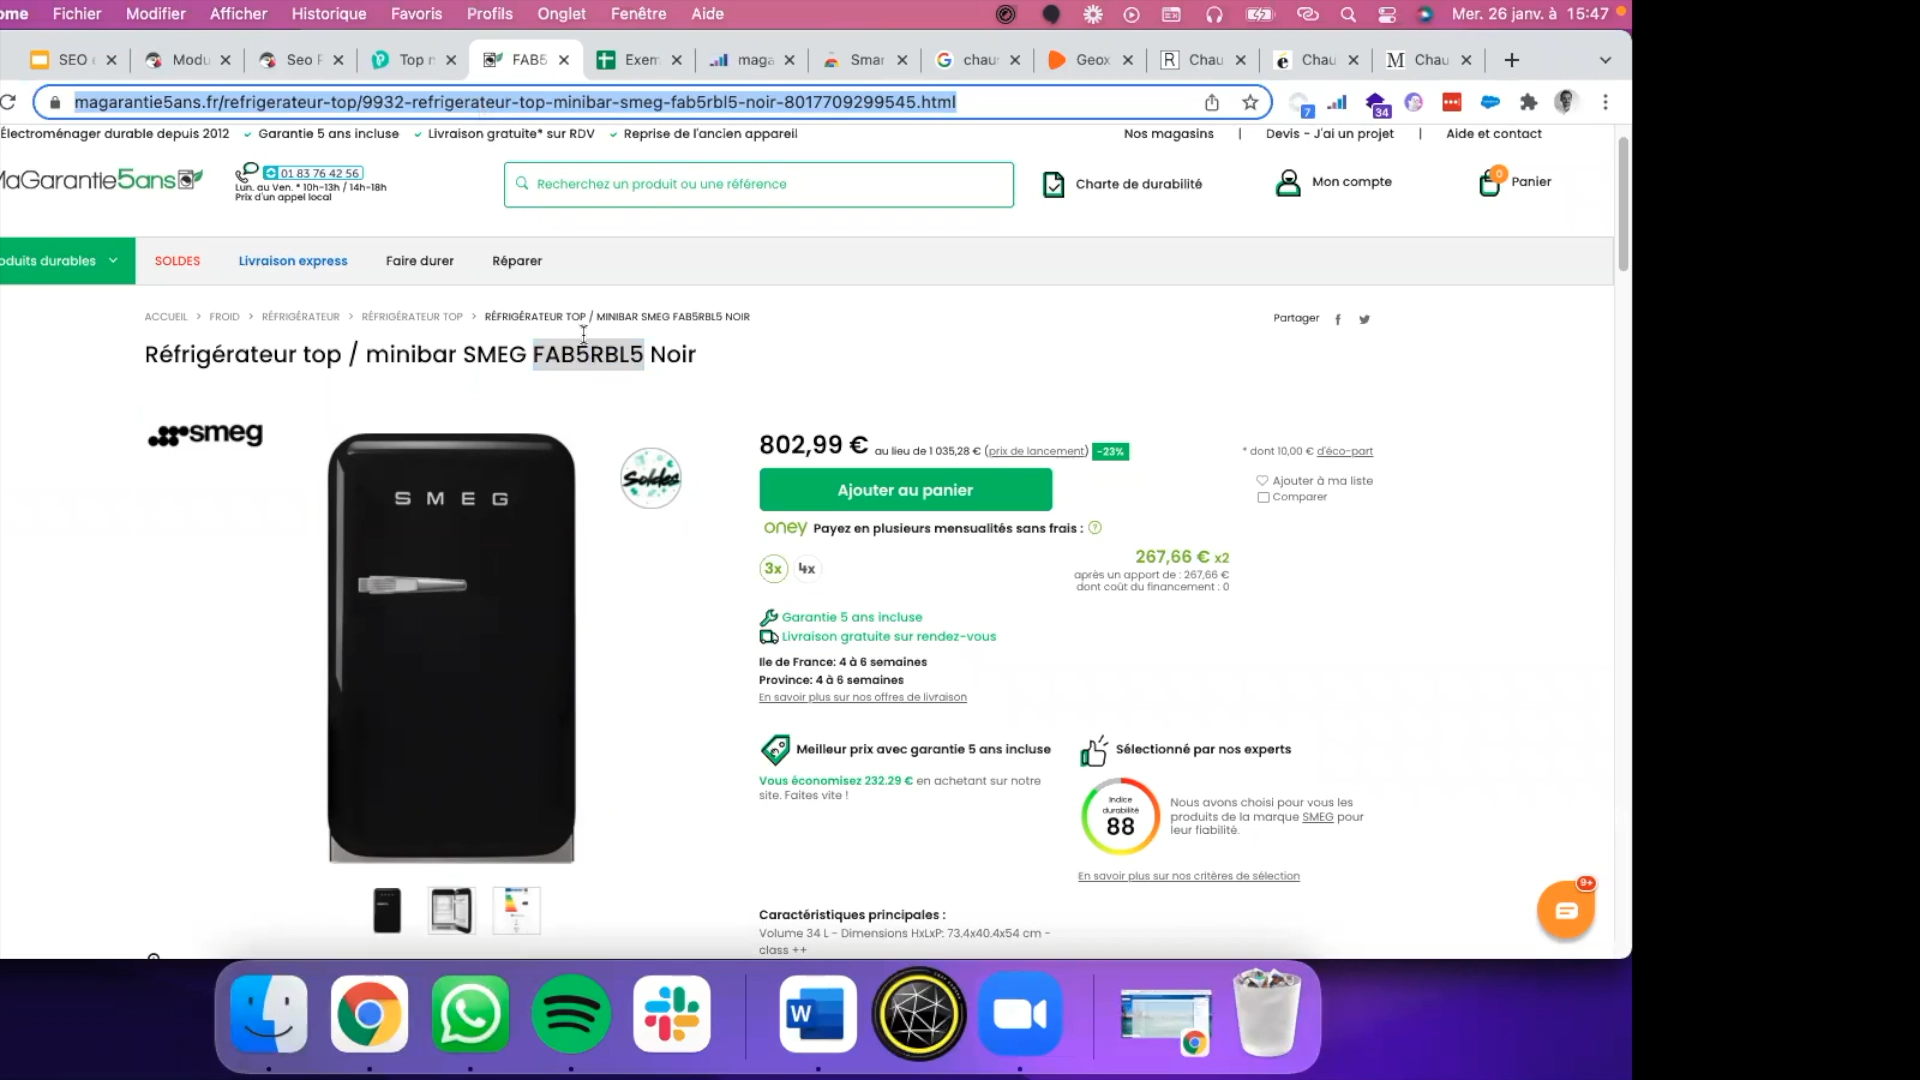 ome Fichier Modifier Afficher Historique Favoris Profils Onglet Fenêtre Aide Mer. 26 janv. à 15:47
SEO Modu Seo F Top r FAB5 Exem maga Smar chau Geox Chau Chau Chau
magarantie5ans.fr/refrigerateur-top/9932-refrigerateur-top-minibar-smeg-fab5rbl5-noir-8017709299545.html
7
34
Électroménager durable depuis 2012 Garantie 5 ans incluse Livraison gratuite* sur RDV Reprise de l'ancien appareil Nos magasins | Devis - J'ai un projet | Aide et contact
MaGarantie5ans
01 83 76 42 56
Lun. au Ven. * 10h-13h / 14h-18h
Prix d'un appel local
Recherchez un produit ou une référence
Charte de durabilité
Mon compte
0
Panier
oduits durables SOLDES Livraison express Faire durer Réparer
ACCUEIL > FROID > RÉFRIGÉRATEUR > RÉFRIGÉRATEUR TOP > RÉFRIGÉRATEUR TOP / MINIBAR SMEG FAB5RBL5 NOIR
Partager
Réfrigérateur top / minibar SMEG FAB5RBL5 Noir
smeg
SMEG
Soldes
802,99 € au lieu de 1 035,28 € (prix de lancement) -23%
* dont 10,00 € d'éco-part
Ajouter au panier
Ajouter à ma liste
Comparer
oney Payez en plusieurs mensualités sans frais : ?
3x 4x
267,66 € x2
après un apport de : 267,66 €
dont coût du financement : 0
Garantie 5 ans incluse
Livraison gratuite sur rendez-vous
Ile de France: 4 à 6 semaines
Province: 4 à 6 semaines
En savoir plus sur nos offres de livraison
Meilleur prix avec garantie 5 ans incluse
Vous économisez 232.29 € en achetant sur notre
site. Faites vite !
Sélectionné par nos experts
Indice
durabilité
88
Nous avons choisi pour vous les
produits de la marque SMEG pour
leur fiabilité.
En savoir plus sur nos critères de sélection
Caractéristiques principales :
Volume 34 L - Dimensions HxLxP: 73.4x40.4x54 cm -
class ++
9+
W